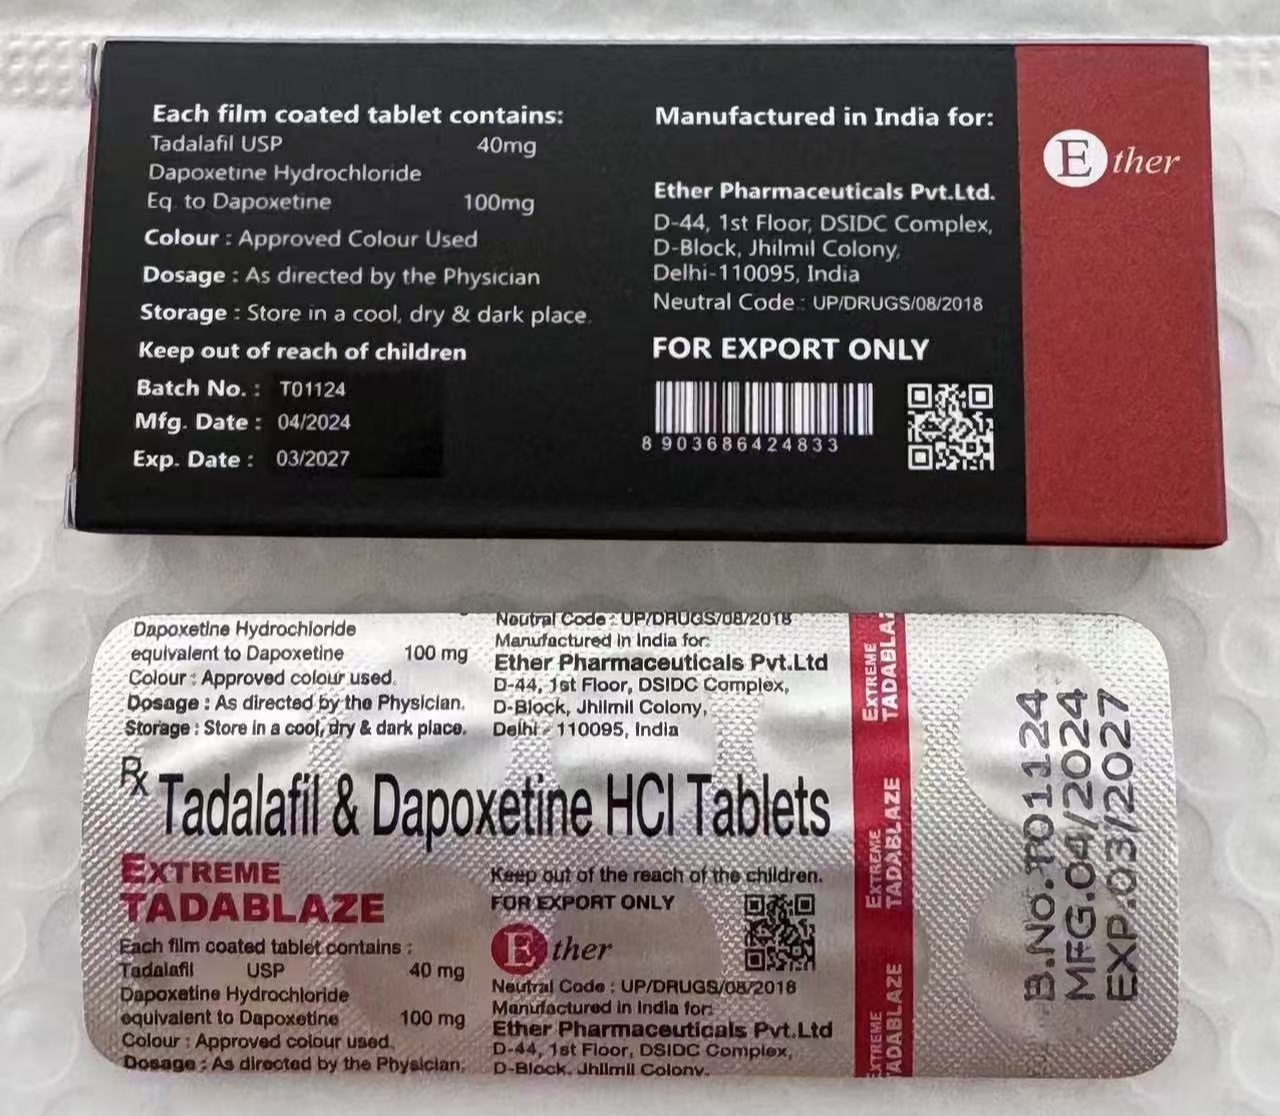 Each film coated tablet contains:
Tadalafil USP 40mg
Dapoxetine Hydrochloride
Eq. to Dapoxetine 100mg
Colour : Approved Colour Used
Dosage : As directed by the Physician
Storage : Store in a cool, dry & dark place.
Keep out of reach of children
Batch No. : T01124
Mfg. Date : 04/2024
Exp. Date : 03/2027
Manufactured in India for:
Ether Pharmaceuticals Pvt.Ltd.
D-44, 1st Floor, DSIDC Complex,
D-Block, Jhilmil Colony,
Delhi-110095, India
Neutral Code : UP/DRUGS/08/2018
FOR EXPORT ONLY
8 903686424833
Ether
Dapoxetine Hydrochloride
equivalent to Dapoxetine 100 mg
Colour : Approved colour used.
Dosage : As directed by the Physician.
Storage : Store in a cool, dry & dark place.
Neutral Code : UP/DRUGS/08/2018
Manufactured in India for:
Ether Pharmaceuticals Pvt.Ltd
D-44, 1st Floor, DSIDC Complex,
D-Block, Jhilmil Colony,
Delhi - 110095, India
Rx Tadalafil & Dapoxetine HCl Tablets
EXTREME
TADABLAZE
Each film coated tablet contains :
Tadalafil USP 40 mg
Dapoxetine Hydrochloride
equivalent to Dapoxetine 100 mg
Colour : Approved colour used.
Dosage : As directed by the Physician.
Keep out of the reach of the children.
FOR EXPORT ONLY
Ether
Neutral Code : UP/DRUGS/08/2018
Manufactured in India for:
Ether Pharmaceuticals Pvt.Ltd
D-44, 1st Floor, DSIDC Complex,
D-Block, Jhilmil Colony,
EXTREME
TADABLAZ
EXTREME
TADABLAZE
EXTREME
TADABLAZE
B.NO.T01124
MFG.04/2024
EXP.03/2027